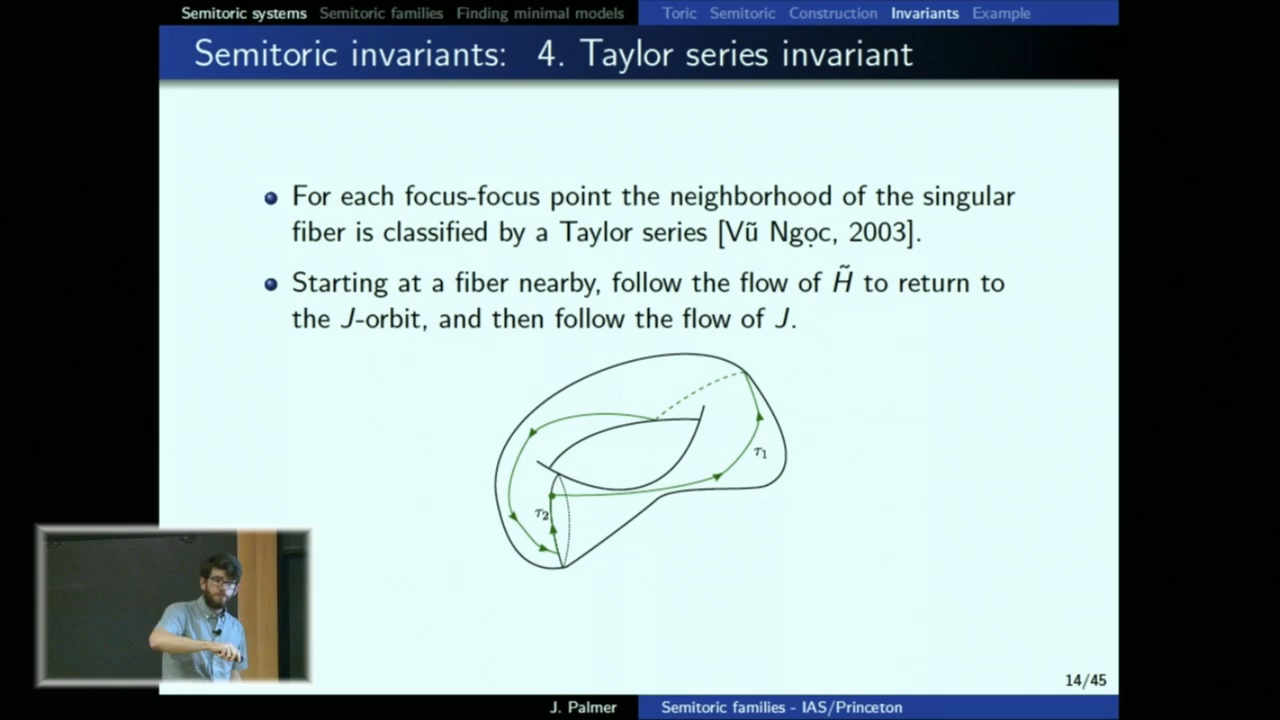 Semitoric systems Semitoric families Finding minimal models Toric Semitoric Construction Invariants Example
Semitoric invariants: 4. Taylor series invariant
For each focus-focus point the neighborhood of the singular
fiber is classified by a Taylor series [Vũ Ngọc, 2003].
Starting at a fiber nearby, follow the flow of H̃ to return to
the J-orbit, and then follow the flow of J.
τ₁
τ₂
14/45
J. Palmer Semitoric families - IAS/Princeton